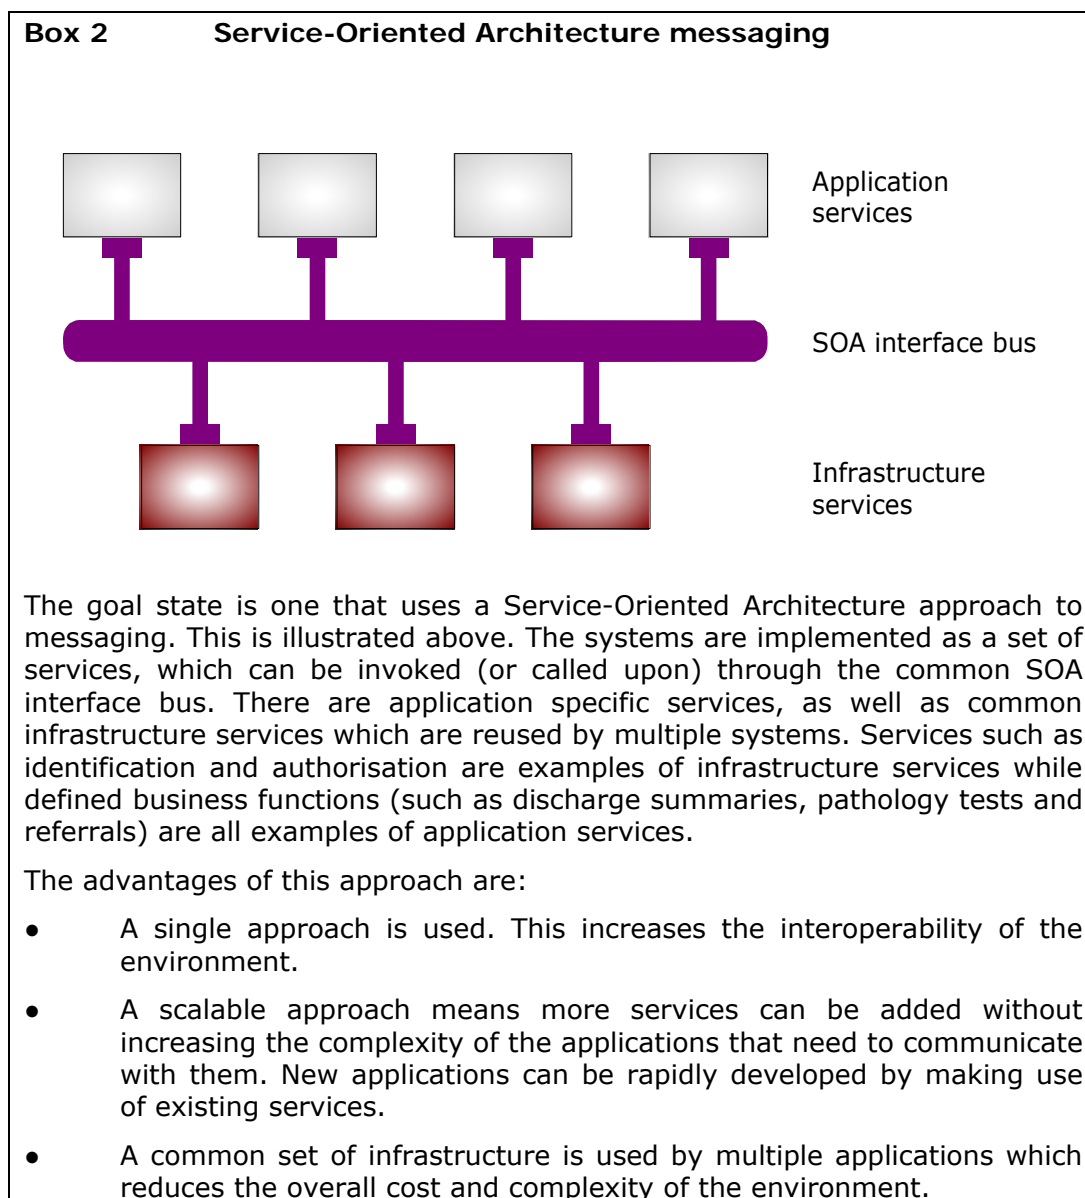 Box 2 Service-Oriented Architecture messaging
Application
services
SOA interface bus
Infrastructure
services
The goal state is one that uses a Service-Oriented Architecture approach to
messaging. This is illustrated above. The systems are implemented as a set of
services, which can be invoked (or called upon) through the common SOA
interface bus. There are application specific services, as well as common
infrastructure services which are reused by multiple systems. Services such as
identification and authorisation are examples of infrastructure services while
defined business functions (such as discharge summaries, pathology tests and
referrals) are all examples of application services.
The advantages of this approach are:
● A single approach is used. This increases the interoperability of the
environment.
● A scalable approach means more services can be added without
increasing the complexity of the applications that need to communicate
with them. New applications can be rapidly developed by making use
of existing services.
● A common set of infrastructure is used by multiple applications which
reduces the overall cost and complexity of the environment.